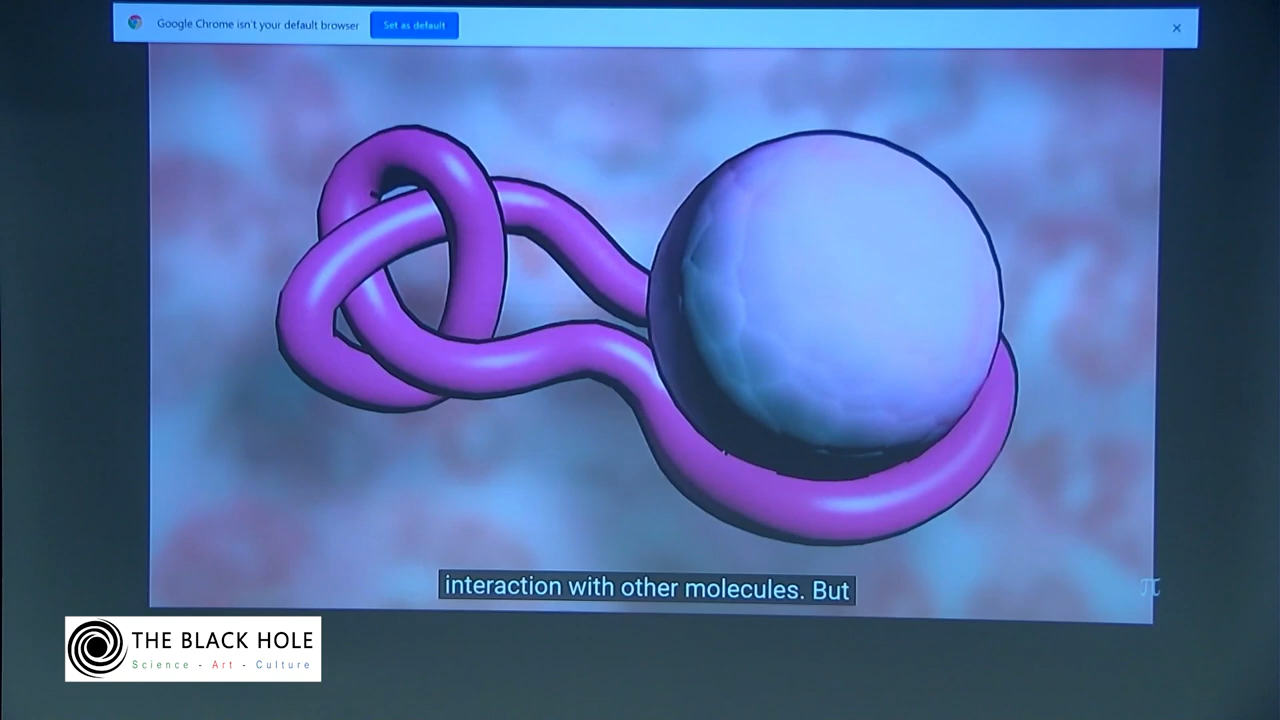 Google Chrome isn't your default browser
Set as default
interaction with other molecules. But
π
THE BLACK HOLE
Science - Art - Culture